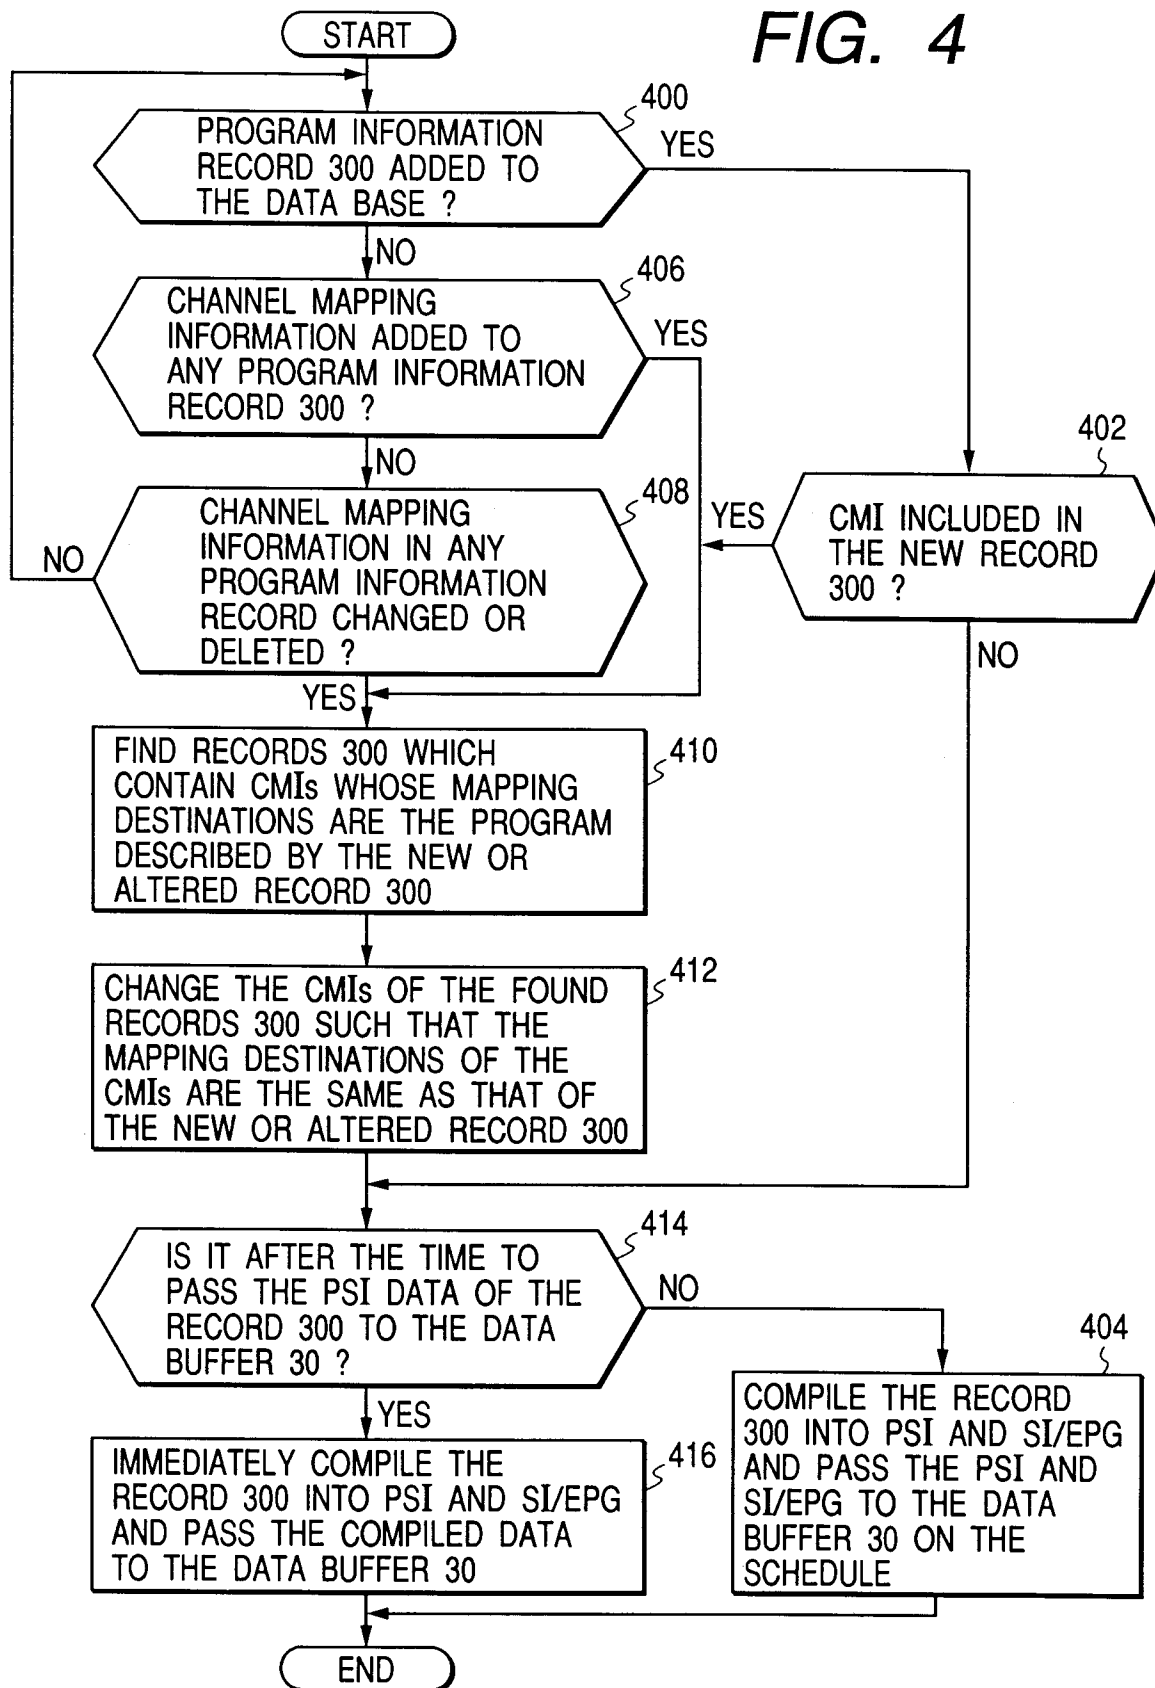 FIG. 4
START
400
PROGRAM INFORMATION
RECORD 300 ADDED TO
THE DATA BASE ?
YES
NO
406
CHANNEL MAPPING
INFORMATION ADDED TO
ANY PROGRAM INFORMATION
RECORD 300 ?
YES
NO
402
CMI INCLUDED IN
THE NEW RECORD
300 ?
YES
NO
408
CHANNEL MAPPING
INFORMATION IN ANY
PROGRAM INFORMATION
RECORD CHANGED OR
DELETED ?
NO
YES
410
FIND RECORDS 300 WHICH
CONTAIN CMIs WHOSE MAPPING
DESTINATIONS ARE THE PROGRAM
DESCRIBED BY THE NEW OR
ALTERED RECORD 300
412
CHANGE THE CMIs OF THE FOUND
RECORDS 300 SUCH THAT THE
MAPPING DESTINATIONS OF THE
CMIs ARE THE SAME AS THAT OF
THE NEW OR ALTERED RECORD 300
414
IS IT AFTER THE TIME TO
PASS THE PSI DATA OF THE
RECORD 300 TO THE DATA
BUFFER 30 ?
NO
YES
404
COMPILE THE RECORD
300 INTO PSI AND SI/EPG
AND PASS THE PSI AND
SI/EPG TO THE DATA
BUFFER 30 ON THE
SCHEDULE
416
IMMEDIATELY COMPILE THE
RECORD 300 INTO PSI AND SI/EPG
AND PASS THE COMPILED DATA
TO THE DATA BUFFER 30
END